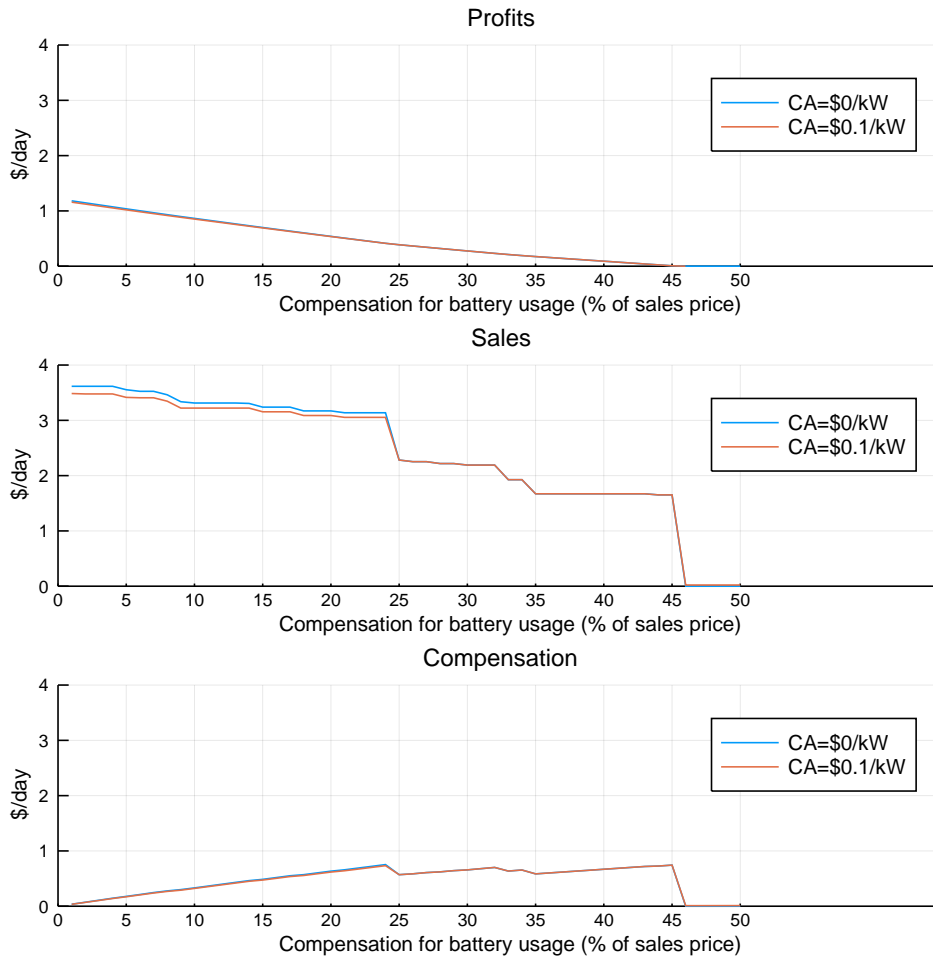 Profits
4
3
2
1
0
$/day
CA=$0/kW
CA=$0.1/kW
0 5 10 15 20 25 30 35 40 45 50
Compensation for battery usage (% of sales price)
Sales
4
3
2
1
0
$/day
CA=$0/kW
CA=$0.1/kW
0 5 10 15 20 25 30 35 40 45 50
Compensation for battery usage (% of sales price)
Compensation
4
3
2
1
0
$/day
CA=$0/kW
CA=$0.1/kW
0 5 10 15 20 25 30 35 40 45 50
Compensation for battery usage (% of sales price)